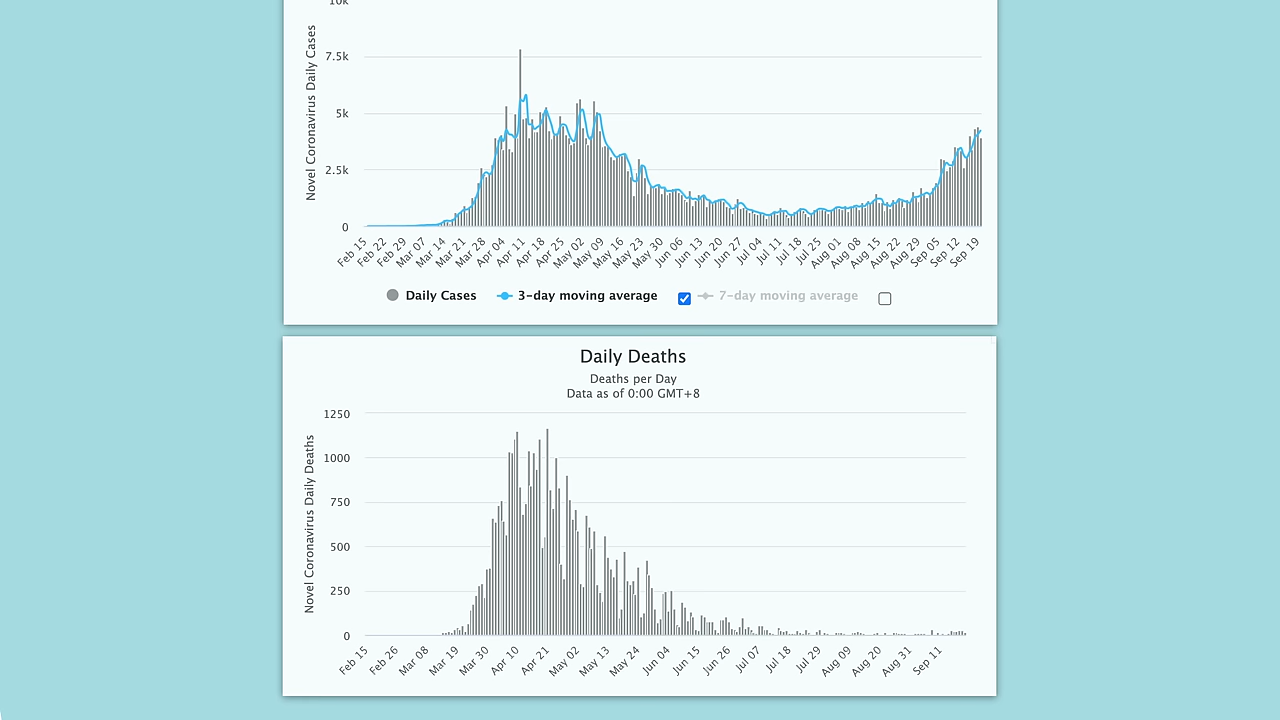 10k
Novel Coronavirus Daily Cases
7.5k
5k
2.5k
0
Feb 15
Feb 22
Feb 29
Mar 07
Mar 14
Mar 21
Mar 28
Apr 04
Apr 11
Apr 18
Apr 25
May 02
May 09
May 16
May 23
May 30
Jun 06
Jun 13
Jun 20
Jun 27
Jul 04
Jul 11
Jul 18
Jul 25
Aug 01
Aug 08
Aug 15
Aug 22
Aug 29
Sep 05
Sep 12
Sep 19
Daily Cases 3-day moving average 7-day moving average
Daily Deaths
Deaths per Day
Data as of 0:00 GMT+8
Novel Coronavirus Daily Deaths
1250
1000
750
500
250
0
Feb 15
Feb 26
Mar 08
Mar 19
Mar 30
Apr 10
Apr 21
May 02
May 13
May 24
Jun 04
Jun 15
Jun 26
Jul 07
Jul 18
Jul 29
Aug 09
Aug 20
Aug 31
Sep 11